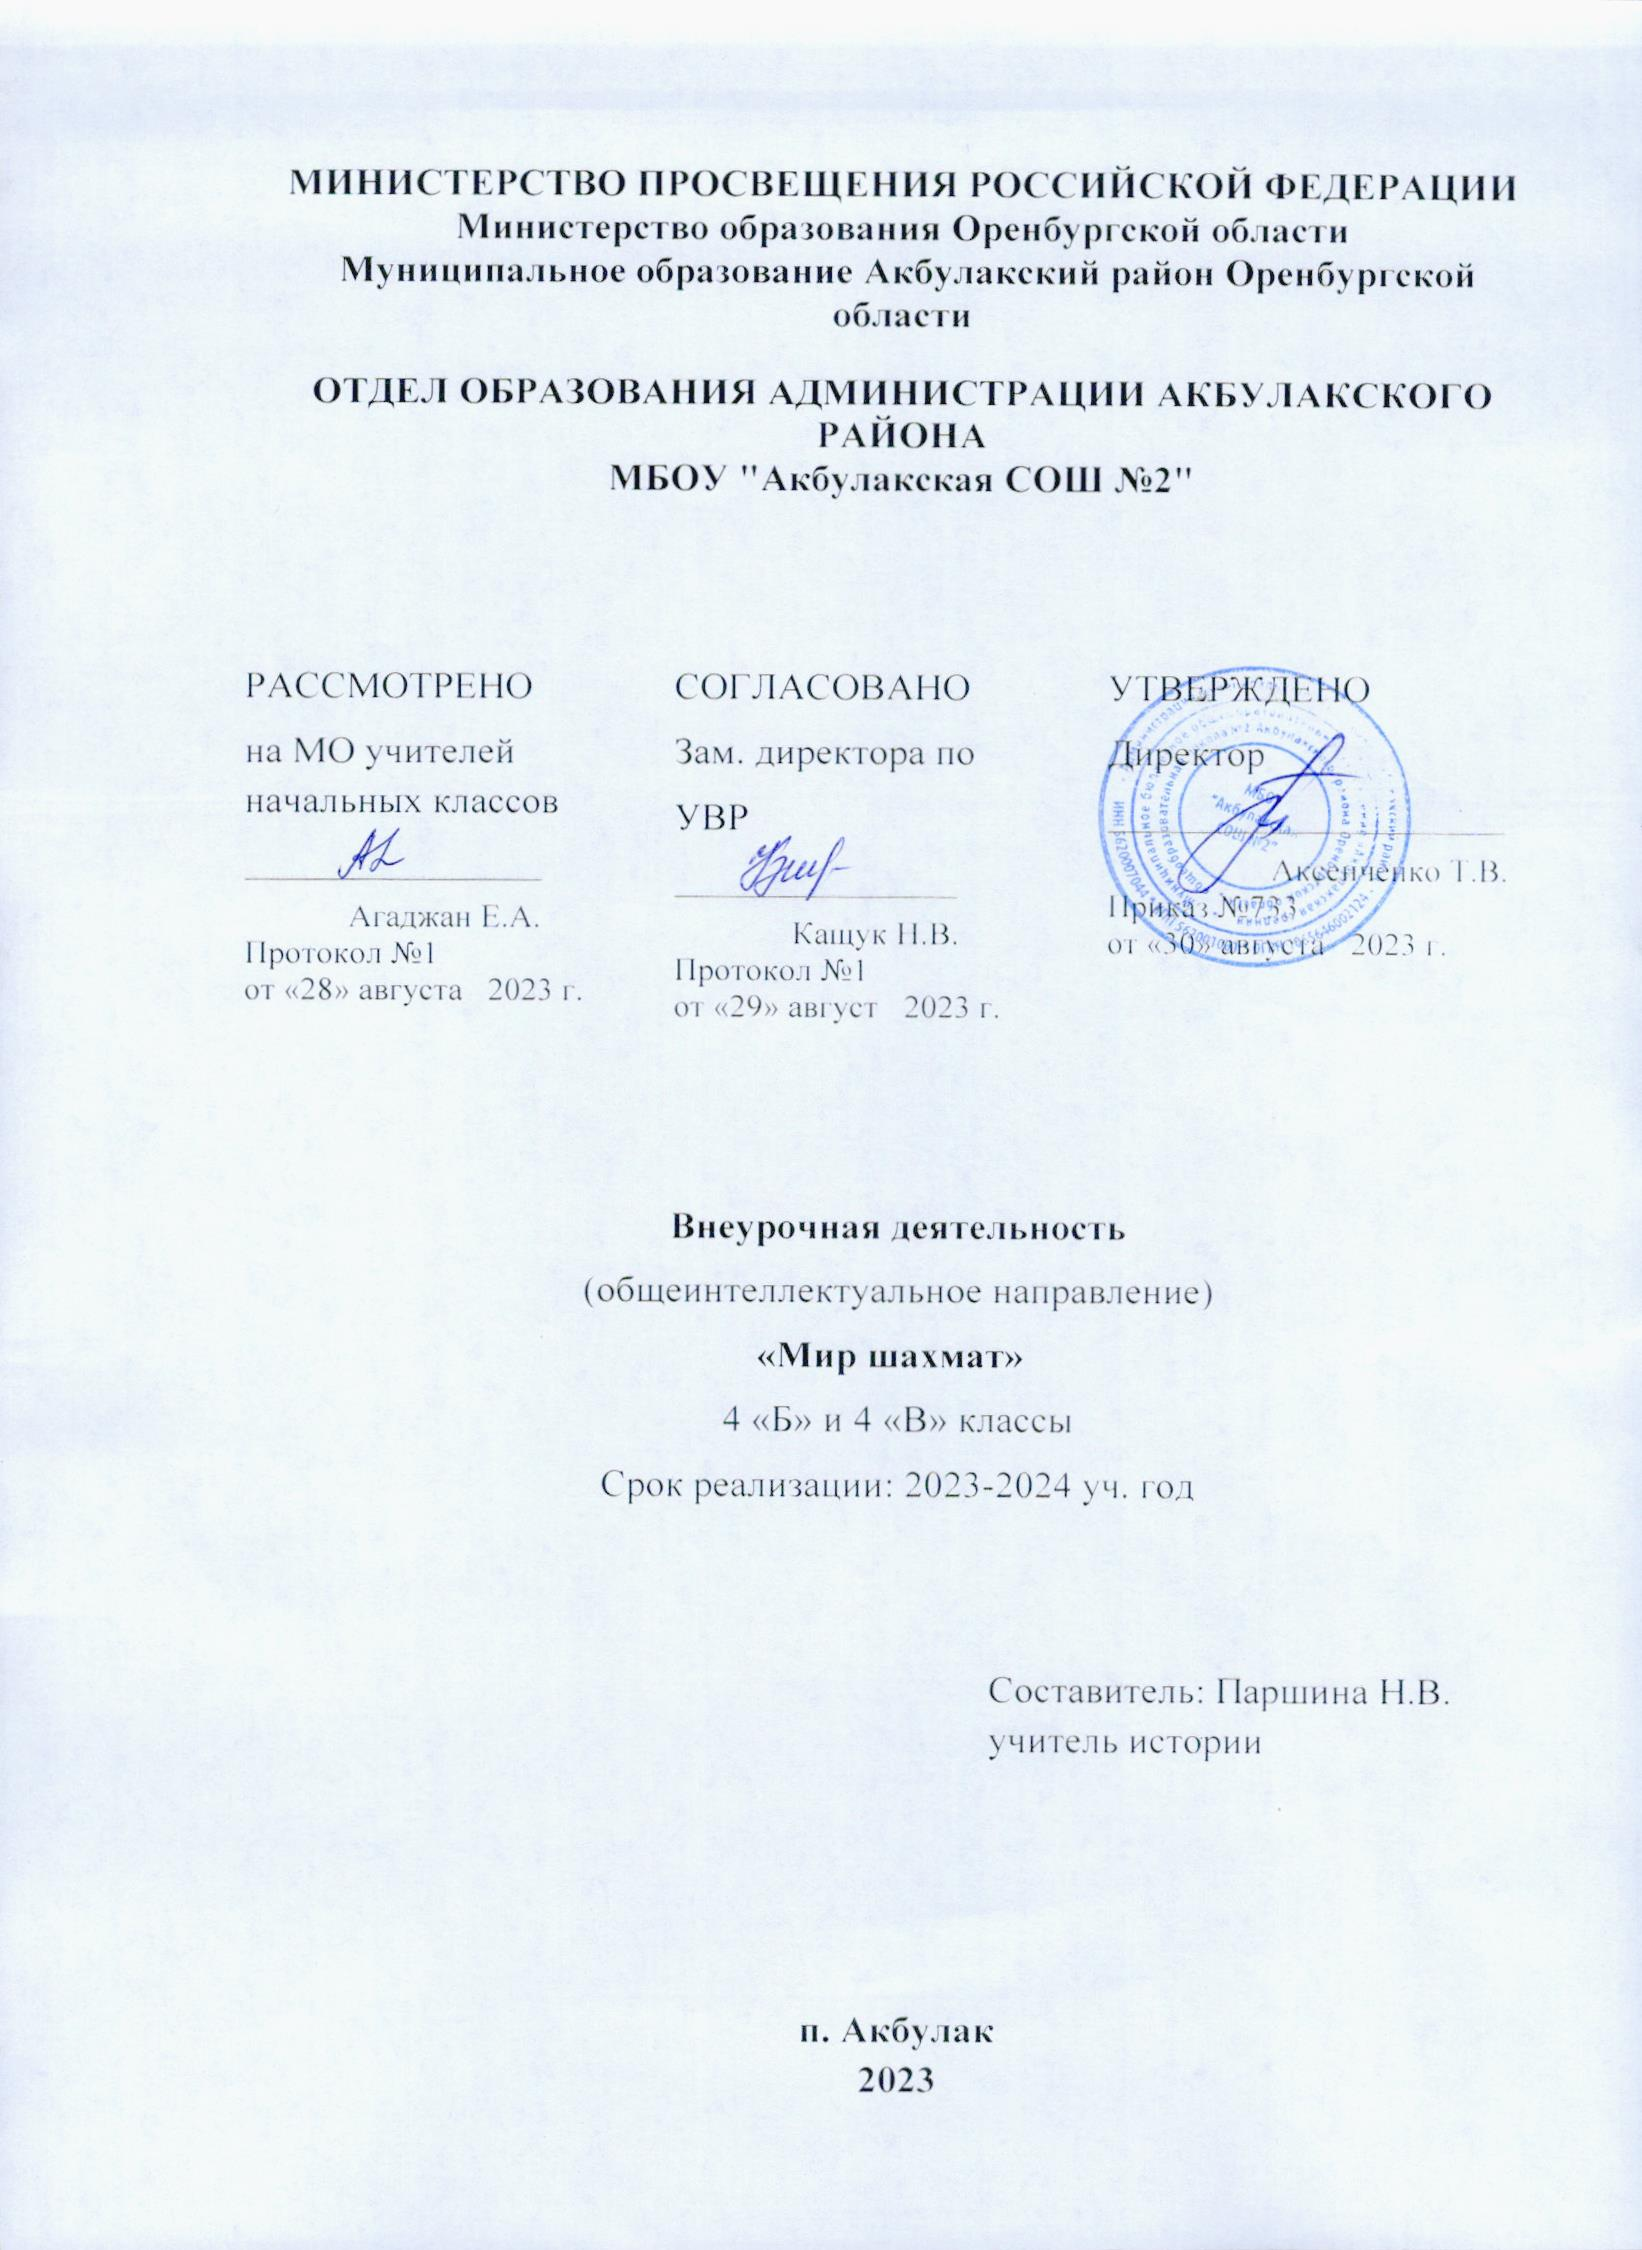 МИНИСТЕРСТВО ПРОСВЕЩЕНИЯ РОССИЙСКОЙ ФЕДЕРАЦИИ
Министерство образования Оренбургской области
Муниципальное образование Акбулакский район Оренбургской
области
ОТДЕЛ ОБРАЗОВАНИЯ АДМИНИСТРАЦИИ АКБУЛАКСКОГО
РАЙОНА
МБОУ "Акбулакская СОШ №2"
РАССМОТРЕНО
на МО учителей
начальных классов
Агаджан Е.А.
Протокол №1
от «28» августа 2023 г.
СОГЛАСОВАНО
Зам. директора по
УВР
Кащук Н.В.
Протокол №1
от «29» август 2023 г.
УТВЕРЖДЕНО
Директор
Аксенченко Т.В.
Приказ №733
от «30» августа 2023 г.
Внеурочная деятельность
(общеинтеллектуальное направление)
«Мир шахмат»
4 «Б» и 4 «В» классы
Срок реализации: 2023-2024 уч. год
Составитель: Паршина Н.В.
учитель истории
п. Акбулак
2023